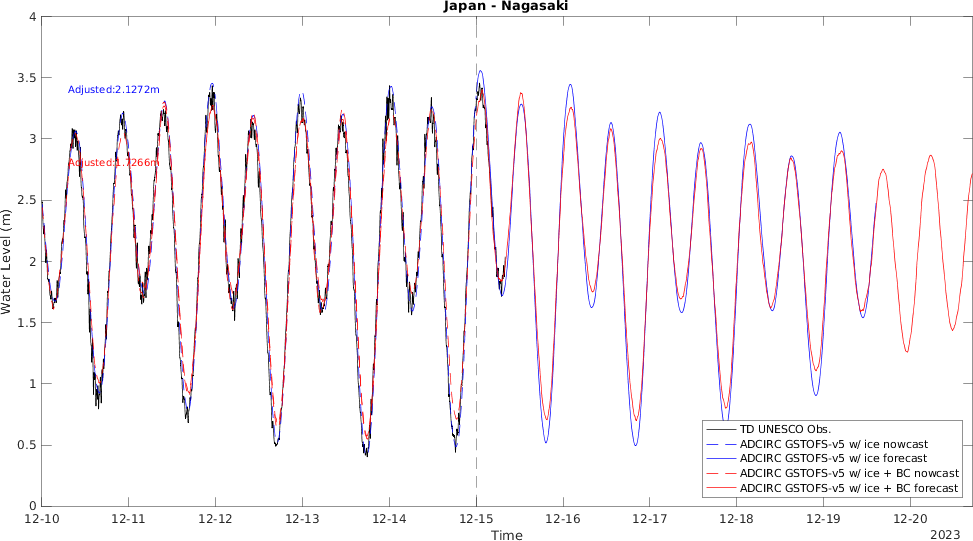 Japan - Nagasaki
4
3.5
3
2.5
2
1.5
1
0.5
0
Water Level (m)
Adjusted:2.1272m
Adjusted:1.7266m
TD UNESCO Obs.
ADCIRC GSTOFS-v5 w/ ice nowcast
ADCIRC GSTOFS-v5 w/ ice forecast
ADCIRC GSTOFS-v5 w/ ice + BC nowcast
ADCIRC GSTOFS-v5 w/ ice + BC forecast
12-10 12-11 12-12 12-13 12-14 12-15 12-16 12-17 12-18 12-19 12-20
Time
2023